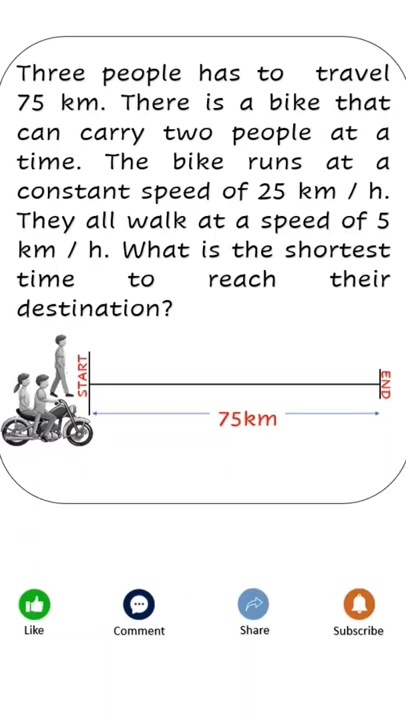 Three people has to travel
75 km. There is a bike that
can carry two people at a
time. The bike runs at a
constant speed of 25 km / h.
They all walk at a speed of 5
km / h. What is the shortest
time to reach their
destination?
START
END
75km
Like
Comment
Share
Subscribe